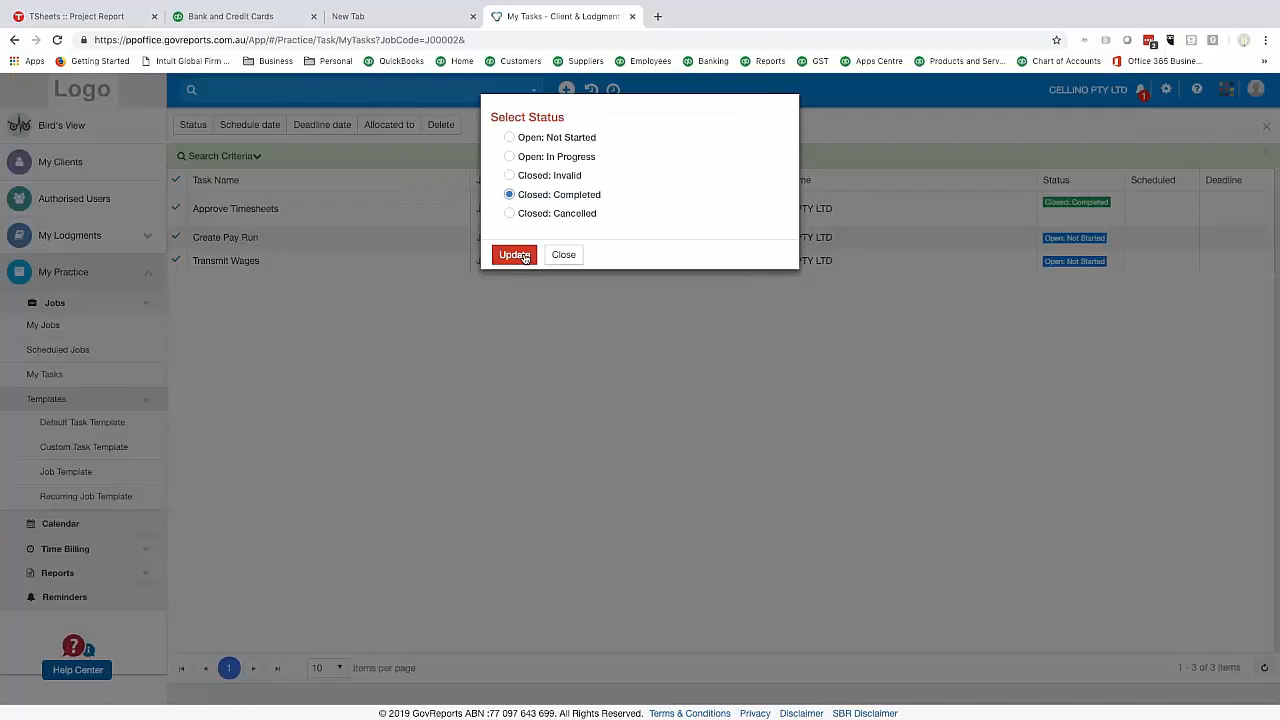 TSheets :: Project Report
Bank and Credit Cards
New Tab
My Tasks - Client & Lodgment
https://ppoffice.govreports.com.au/App/#/Practice/Task/MyTasks?JobCode=J00002&
Apps
Getting Started
Intuit Global Firm ...
Business
Personal
QuickBooks
Home
Customers
Suppliers
Employees
Banking
Reports
GST
Apps Centre
Products and Serv...
Chart of Accounts
Office 365 Busine...
»
Logo
CELLINO PTY LTD
1
Bird's View
My Clients
Authorised Users
My Lodgments
My Practice
Jobs
My Jobs
Scheduled Jobs
My Tasks
Templates
Default Task Template
Custom Task Template
Job Template
Recurring Job Template
Calendar
Time Billing
Reports
Reminders
Help Center
Status
Schedule date
Deadline date
Allocated to
Delete
Search Criteria
Task Name
Status
Scheduled
Deadline
Approve Timesheets
PTY LTD
Closed: Completed
Create Pay Run
PTY LTD
Open: Not Started
Transmit Wages
PTY LTD
Open: Not Started
Select Status
Open: Not Started
Open: In Progress
Closed: Invalid
Closed: Completed
Closed: Cancelled
Update
Close
1
10
items per page
1 - 3 of 3 items
© 2019 GovReports ABN :77 097 643 699. All Rights Reserved.
Terms & Conditions
Privacy
Disclaimer
SBR Disclaimer